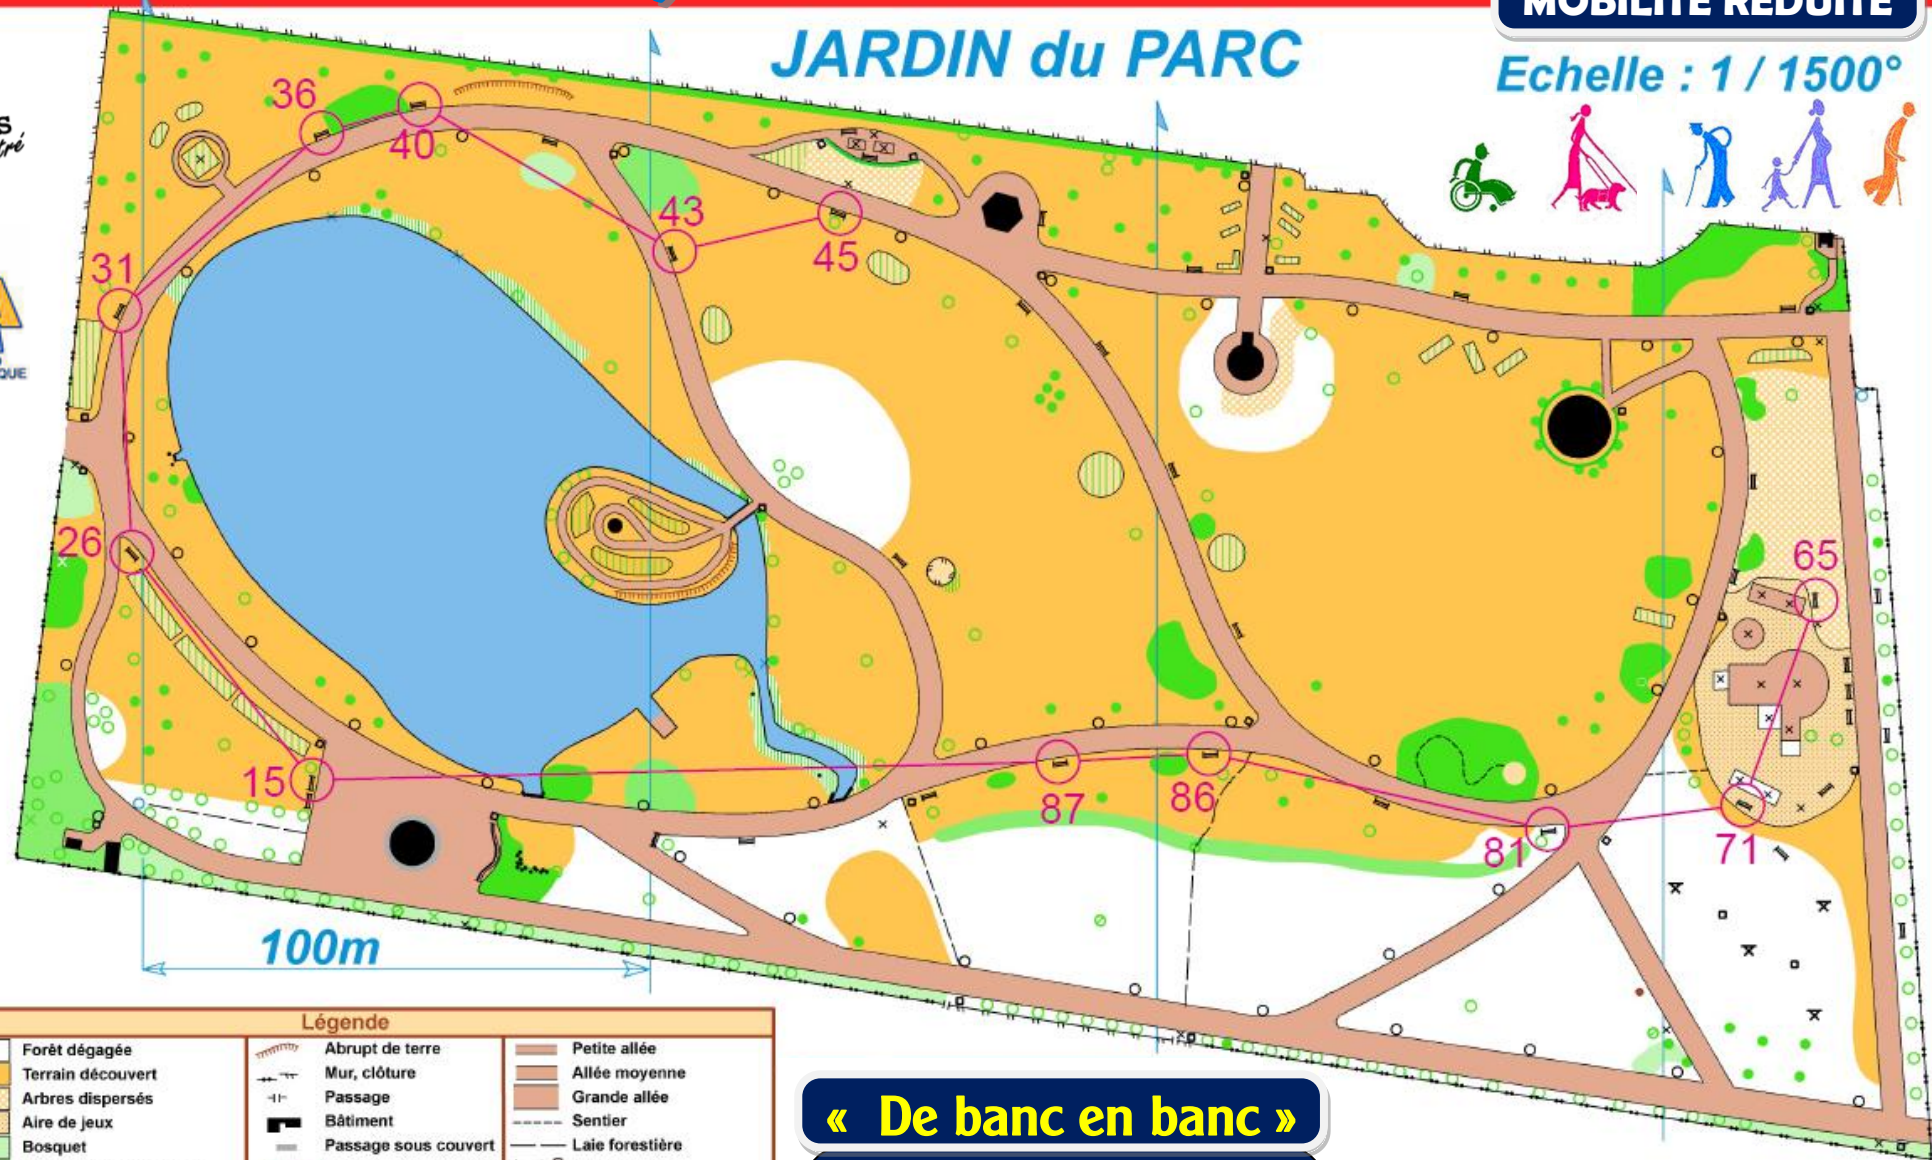 MOBILITE REDUITE
JARDIN du PARC
Echelle : 1 / 1500°
36
40
43
45
31
26
15
65
87
86
81
71
100m
QUE
Légende
Forêt dégagée
Terrain découvert
Arbres dispersés
Aire de jeux
Bosquet
Abrupt de terre
Mur, clôture
Passage
Bâtiment
Passage sous couvert
Petite allée
Allée moyenne
Grande allée
Sentier
Laie forestière
« De banc en banc »